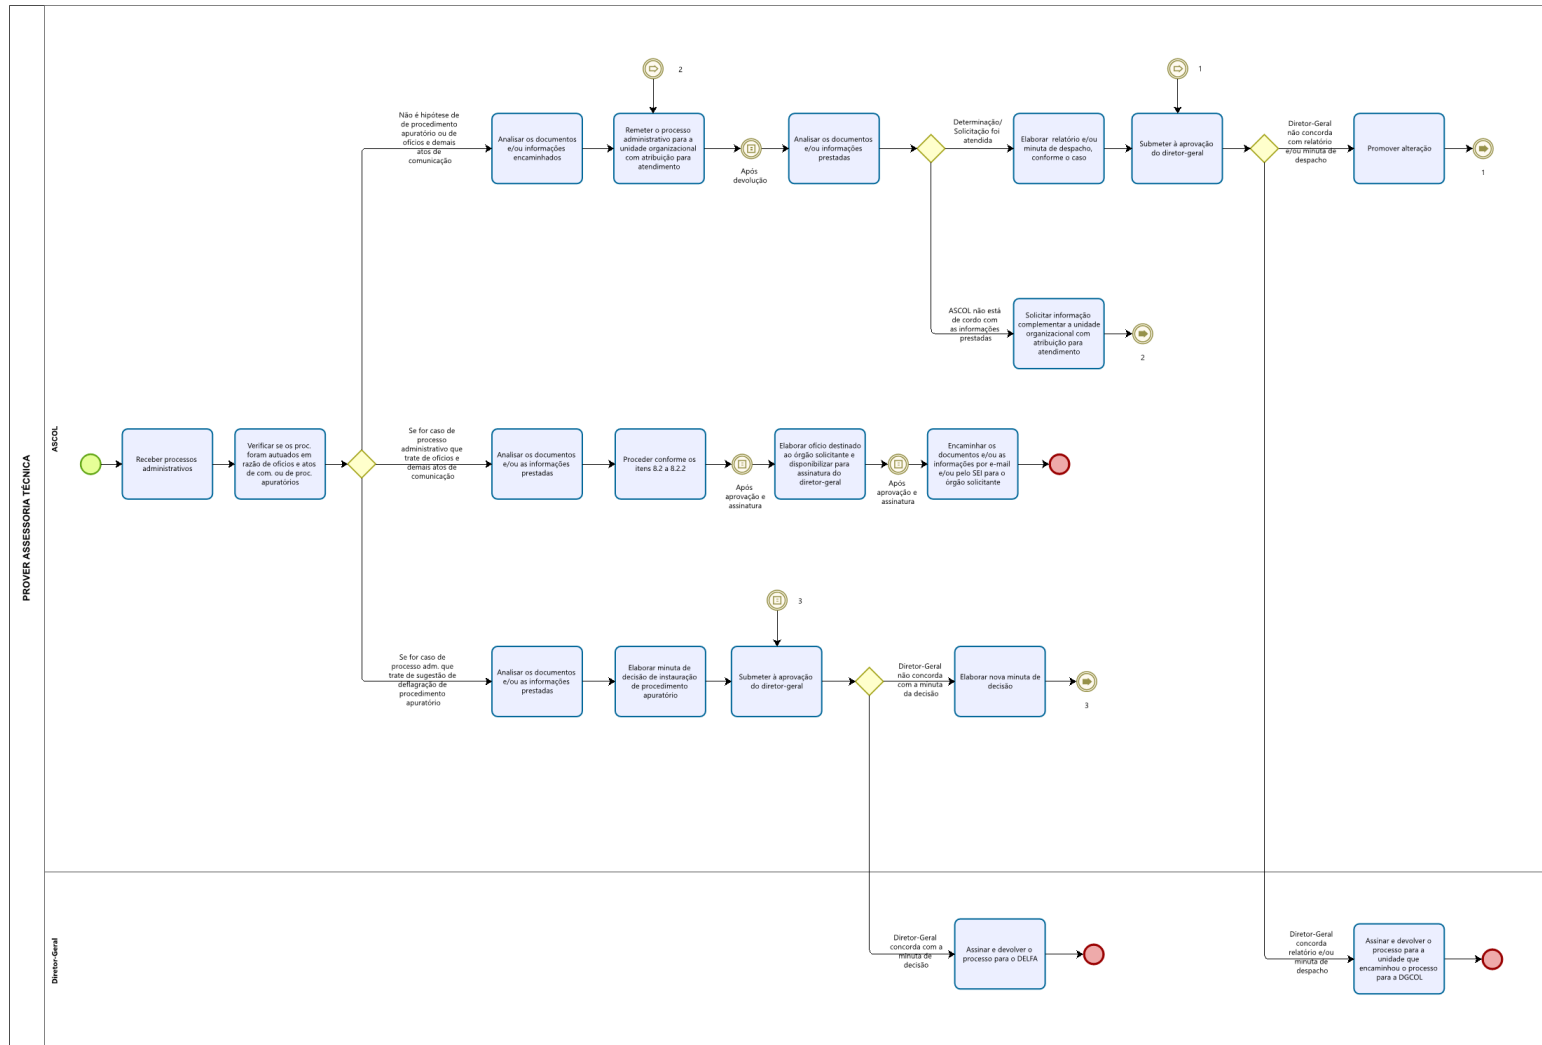 PROVER ASSESSORIA TÉCNICA
ASCOL
Diretor-Geral
2
1
Não é hipótese de
de procedimento
apuratório ou de
ofícios e demais
atos de
comunicação
Analisar os documentos
e/ou informações
encaminhados
Remeter o processo
administrativo para a
unidade organizacional
com atribuição para
atendimento
Após
devolução
Analisar os documentos
e/ou informações
prestadas
Determinação/
Solicitação foi
atendida
Elaborar relatório e/ou
minuta de despacho,
conforme o caso
Submeter à aprovação
do diretor-geral
Diretor-Geral
não concorda
com relatório
e/ou minuta de
despacho
Promover alteração
1
ASCOL não está
de cordo com
as informações
prestadas
Solicitar informação
complementar a unidade
organizacional com
atribuição para
atendimento
2
Receber processos
administrativos
Verificar se os proc.
foram autuados em
razão de ofícios e atos
de com. ou de proc.
apuratórios
Se for caso de
processo
administrativo que
trate de ofícios e
demais atos de
comunicação
Analisar os documentos
e/ou as informações
prestadas
Proceder conforme os
itens 8.2 a 8.2.2
Após
aprovação e
assinatura
Elaborar ofício destinado
ao órgão solicitante e
disponibilizar para
assinatura do
diretor-geral
Após
aprovação e
assinatura
Encaminhar os
documentos e/ou as
informações por e-mail
e/ou pelo SEI para o
órgão solicitante
3
Se for caso de
processo adm. que
trate de sugestão de
deflagração de
procedimento
apuratório
Analisar os documentos
e/ou as informações
prestadas
Elaborar minuta de
decisão de instauração
de procedimento
apuratório
Submeter à aprovação
do diretor-geral
Diretor-Geral
não concorda
com a minuta
da decisão
Elaborar nova minuta de
decisão
3
Diretor-Geral
concorda com a
minuta de
decisão
Assinar e devolver o
processo para o DELFA
Diretor-Geral
concorda
relatório e/ou
minuta de
despacho
Assinar e devolver o
processo para a
unidade que
encaminhou o processo
para a DGCOL